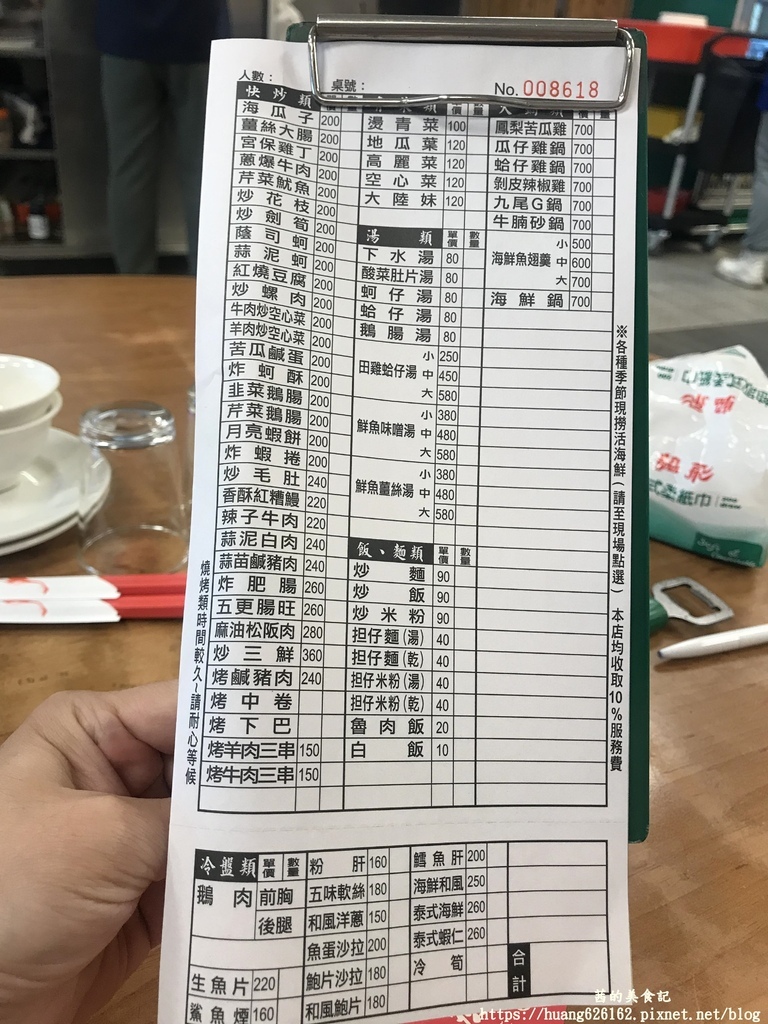 人數：
桌號：
No. 008618
快炒類 單價 數量
海瓜子 200
薑絲大腸 200
宮保雞丁 200
蔥爆牛肉 200
芹菜魷魚 200
炒花枝 200
炒劍筍 200
蔭司蚵 200
蒜泥蚵 200
紅燒豆腐 200
炒螺肉 200
牛肉炒空心菜 200
羊肉炒空心菜 200
苦瓜鹹蛋 200
炸蚵酥 200
韭菜鵝腸 200
芹菜鵝腸 200
月亮蝦餅 200
炸蝦捲 200
炒毛肚 240
香酥紅糟鰻 220
辣子牛肉 220
蒜泥白肉 240
蒜苗鹹豬肉 240
炸肥腸 260
五更腸旺 260
麻油松阪肉 280
炒三鮮 360
烤鹹豬肉 240
烤中卷
烤下巴
烤羊肉三串 150
烤牛肉三串 150
價 數量
燙青菜 100
地瓜葉 120
高麗菜 120
空心菜 120
大陸妹 120
湯類 單價 數量
下水湯 80
酸菜肚片湯 80
蚵仔湯 80
蛤仔湯 80
鵝腸湯 80
田雞蛤仔湯 小 250
中 450
大 580
鮮魚味噌湯 小 380
中 480
大 580
鮮魚薑絲湯 小 380
中 480
大 580
飯、麵類 單價 數量
炒麵 90
炒飯 90
炒米粉 90
担仔麵(湯) 40
担仔麵(乾) 40
担仔米粉(湯) 40
担仔米粉(乾) 40
魯肉飯 20
白飯 10
價 數量
鳳梨苦瓜雞 700
瓜仔雞鍋 700
蛤仔雞鍋 700
剝皮辣椒雞 700
九尾G鍋 700
牛腩砂鍋 700
海鮮魚翅羹 小 500
中 600
大 700
海鮮鍋 700
※各種季節現撈活海鮮(請至現場點選) 本店均收取10%服務費
燒烤類時間較久~請耐心等候
冷盤類 單價 數量
鵝肉 前胸
後腿
生魚片 220
鯊魚煙 160
粉肝 160
五味軟絲 180
和風洋蔥 150
魚蛋沙拉 200
鮑片沙拉 180
和風鮑片 180
鱈魚肝 200
海鮮和風 250
泰式海鮮 260
泰式蝦仁 260
冷筍
合計
茜的美食記
https://huang626162.pixnet.net/blog